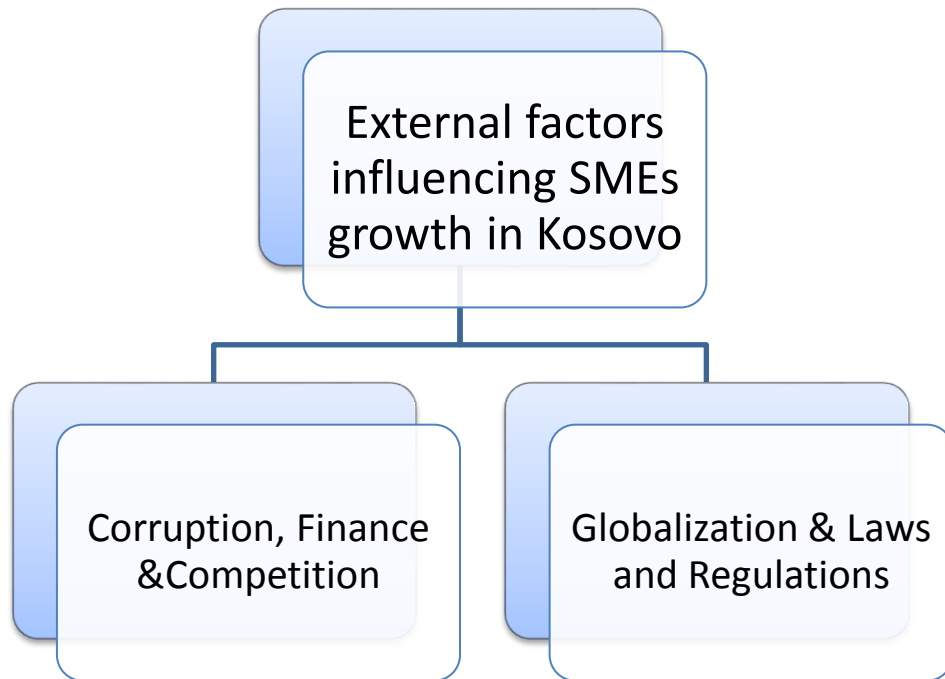 External factors
influencing SMEs
growth in Kosovo
Corruption, Finance
&Competition
Globalization & Laws
and Regulations